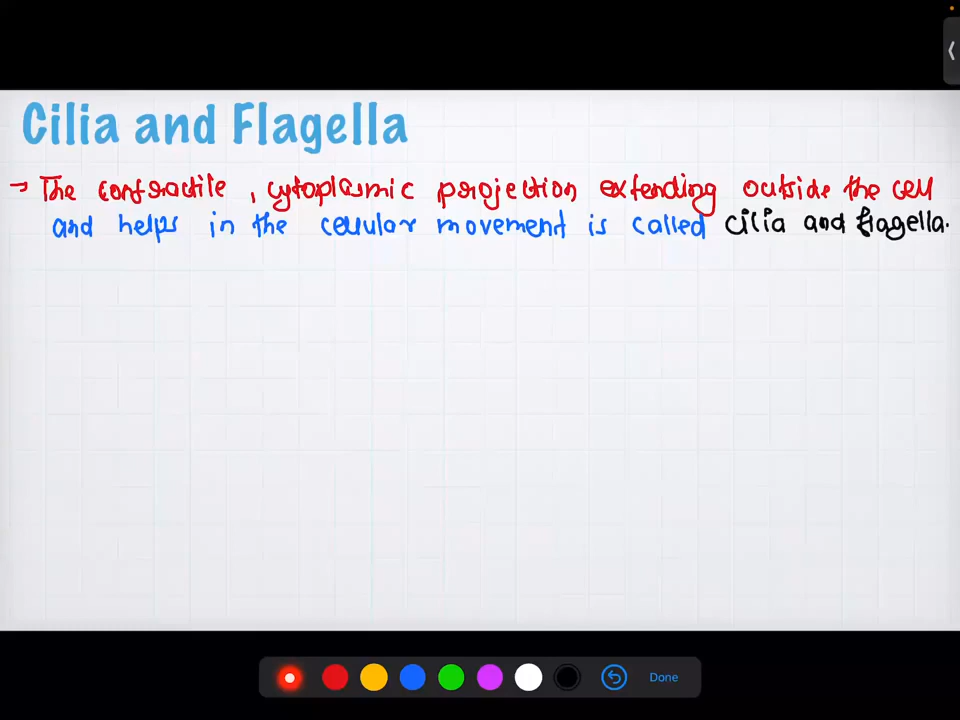 Cilia and Flagella
→ The contractile , cytoplasmic projection extending outside the cell
and helps in the cellular movement is called cilia and flagella.
Done